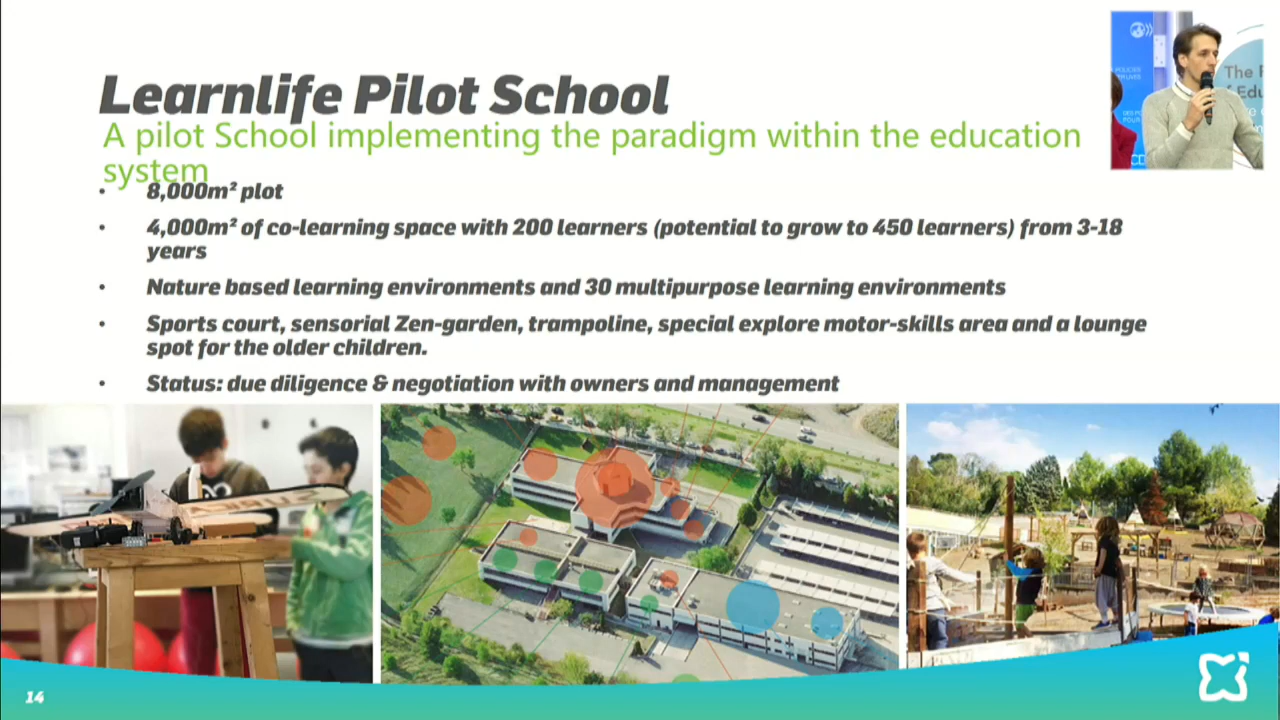 Learnlife Pilot School
A pilot School implementing the paradigm within the education
system
• 8,000m² plot
• 4,000m² of co-learning space with 200 learners (potential to grow to 450 learners) from 3-18
years
• Nature based learning environments and 30 multipurpose learning environments
• Sports court, sensorial Zen-garden, trampoline, special explore motor-skills area and a lounge
spot for the older children.
• Status: due diligence & negotiation with owners and management
14
The